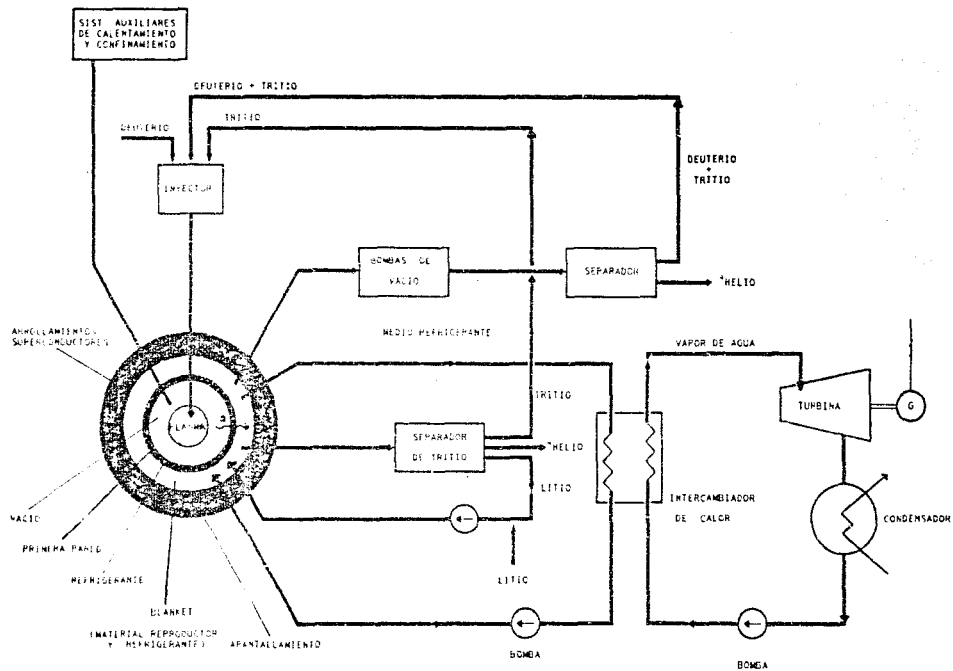 SIST AUXILIARES
DE CALENTAMIENTO
Y CONFINAMIENTO
DEUTERIO + TRITIO
TRITIO
DEUTERIO
INYECTOR
DEUTERIO
+
TRITIO
BOMBAS DE
VACIO
SEPARADOR
⁴HELIO
MEDIO REFRIGERANTE
ARROLLAMIENTOS
SUPERCONDUCTORES
VAPOR DE AGUA
TRITIO
TURBINA
G
PLASMA
SEPARADOR
DE TRITIO
⁴HELIO
LITIO
INTERCAMBIADOR
DE CALOR
CONDENSADOR
VACIO
PRIMERA PARED
REFRIGERANTE
LITIO
BLANKET
(MATERIAL REPRODUCTOR
Y REFRIGERANTE)
APANTALLAMIENTO
BOMBA
BOMBA